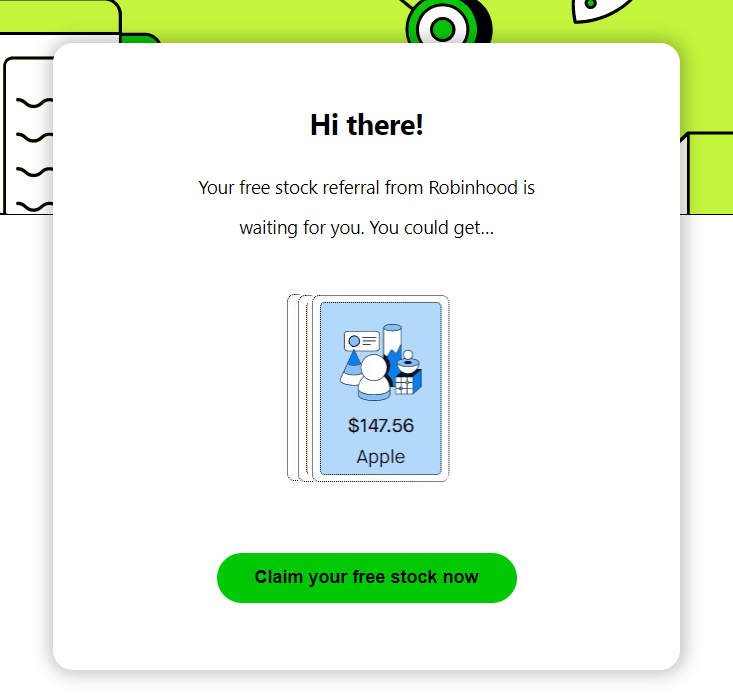 Hi there!
Your free stock referral from Robinhood is
waiting for you. You could get...
$147.56
Apple
Claim your free stock now